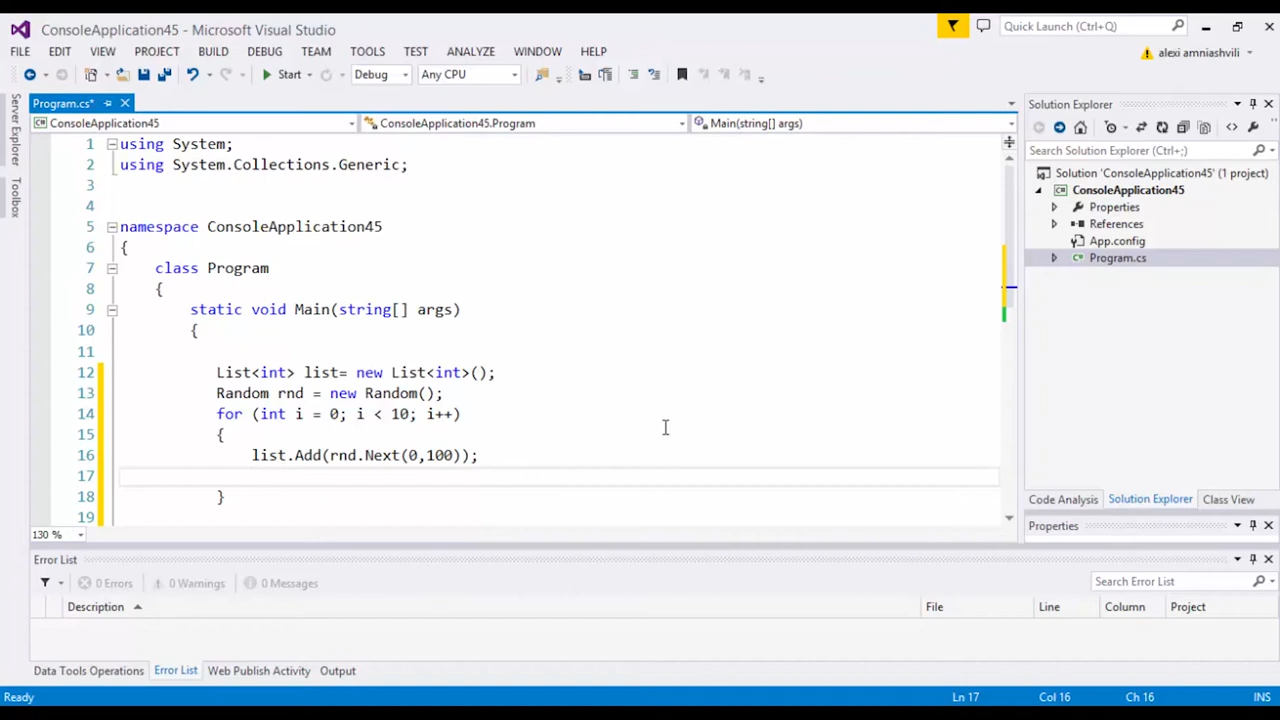 ConsoleApplication45 - Microsoft Visual Studio
Quick Launch (Ctrl+Q)
FILE EDIT VIEW PROJECT BUILD DEBUG TEAM TOOLS TEST ANALYZE WINDOW HELP
alexi amniashvili
Start Debug Any CPU
Server Explorer
Toolbox
Program.cs*
ConsoleApplication45 ConsoleApplication45.Program Main(string[] args)
1 using System;
2 using System.Collections.Generic;
3
4
5 namespace ConsoleApplication45
6 {
7 class Program
8 {
9 static void Main(string[] args)
10 {
11
12 List<int> list= new List<int>();
13 Random rnd = new Random();
14 for (int i = 0; i < 10; i++)
15 {
16 list.Add(rnd.Next(0,100));
17
18 }
19
130 %
Solution Explorer
Search Solution Explorer (Ctrl+;)
Solution 'ConsoleApplication45' (1 project)
ConsoleApplication45
Properties
References
App.config
Program.cs
Code Analysis Solution Explorer Class View
Properties
Error List
0 Errors 0 Warnings 0 Messages
Search Error List
Description File Line Column Project
Data Tools Operations Error List Web Publish Activity Output
Ready Ln 17 Col 16 Ch 16 INS